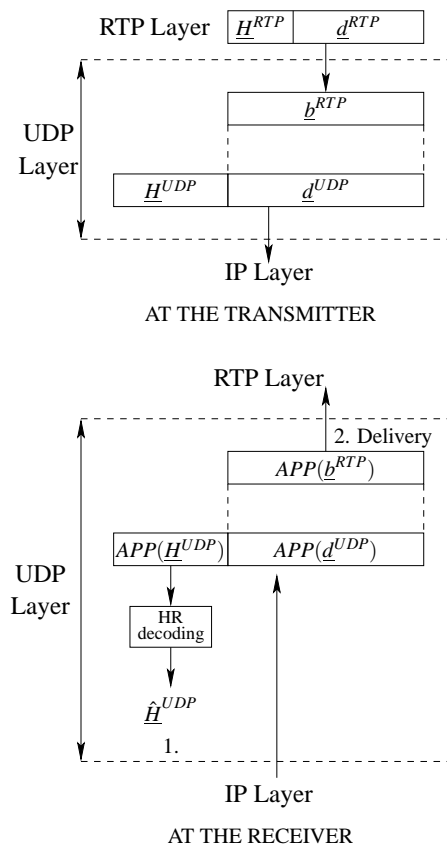 RTP Layer H^RTP d^RTP
b^RTP
UDP
Layer
H^UDP d^UDP
IP Layer
AT THE TRANSMITTER
RTP Layer
2. Delivery
APP(b^RTP)
APP(H^UDP) APP(d^UDP)
UDP
Layer
HR
decoding
Ĥ^UDP
1.
IP Layer
AT THE RECEIVER